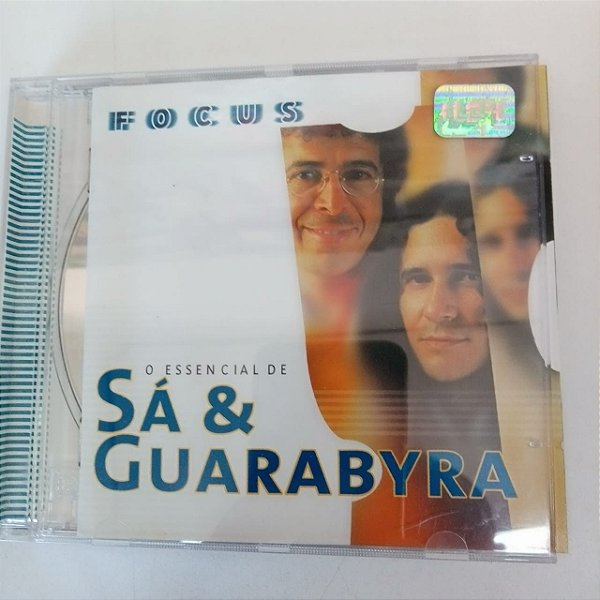 FOCUS
O ESSENCIAL DE
SÁ &
GUARABYRA